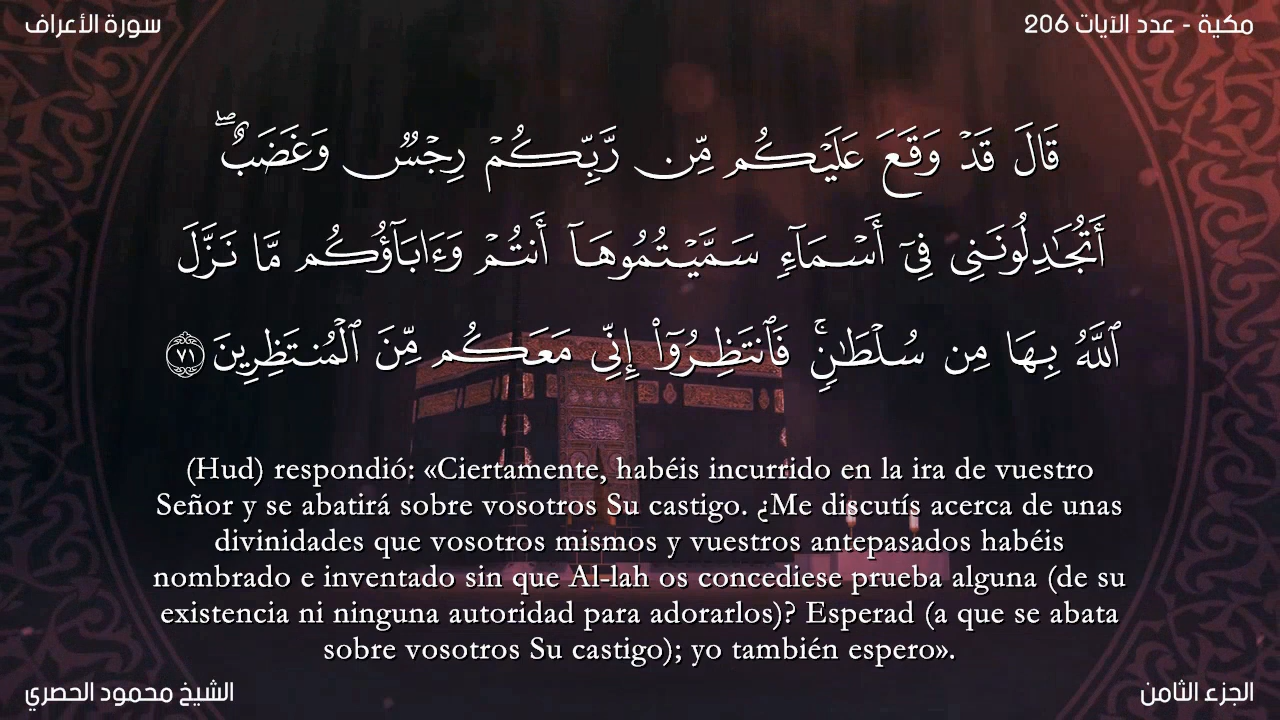 سورة الأعراف
مكية - عدد الآيات 206
قَالَ قَدْ وَقَعَ عَلَيْكُم مِّن رَّبِّكُمْ رِجْسٌ وَغَضَبٌ ۖ
أَتُجَٰدِلُونَنِى فِىٓ أَسْمَآءٍ سَمَّيْتُمُوهَآ أَنتُمْ وَءَابَآؤُكُم مَّا نَزَّلَ
ٱللَّهُ بِهَا مِن سُلْطَٰنٍ ۚ فَٱنتَظِرُوٓا۟ إِنِّى مَعَكُم مِّنَ ٱلْمُنتَظِرِينَ ٧١
(Hud) respondió: «Ciertamente, habéis incurrido en la ira de vuestro
Señor y se abatirá sobre vosotros Su castigo. ¿Me discutís acerca de unas
divinidades que vosotros mismos y vuestros antepasados habéis
nombrado e inventado sin que Al-lah os concediese prueba alguna (de su
existencia ni ninguna autoridad para adorarlos)? Esperad (a que se abata
sobre vosotros Su castigo); yo también espero».
الشيخ محمود الحصري
الجزء الثامن